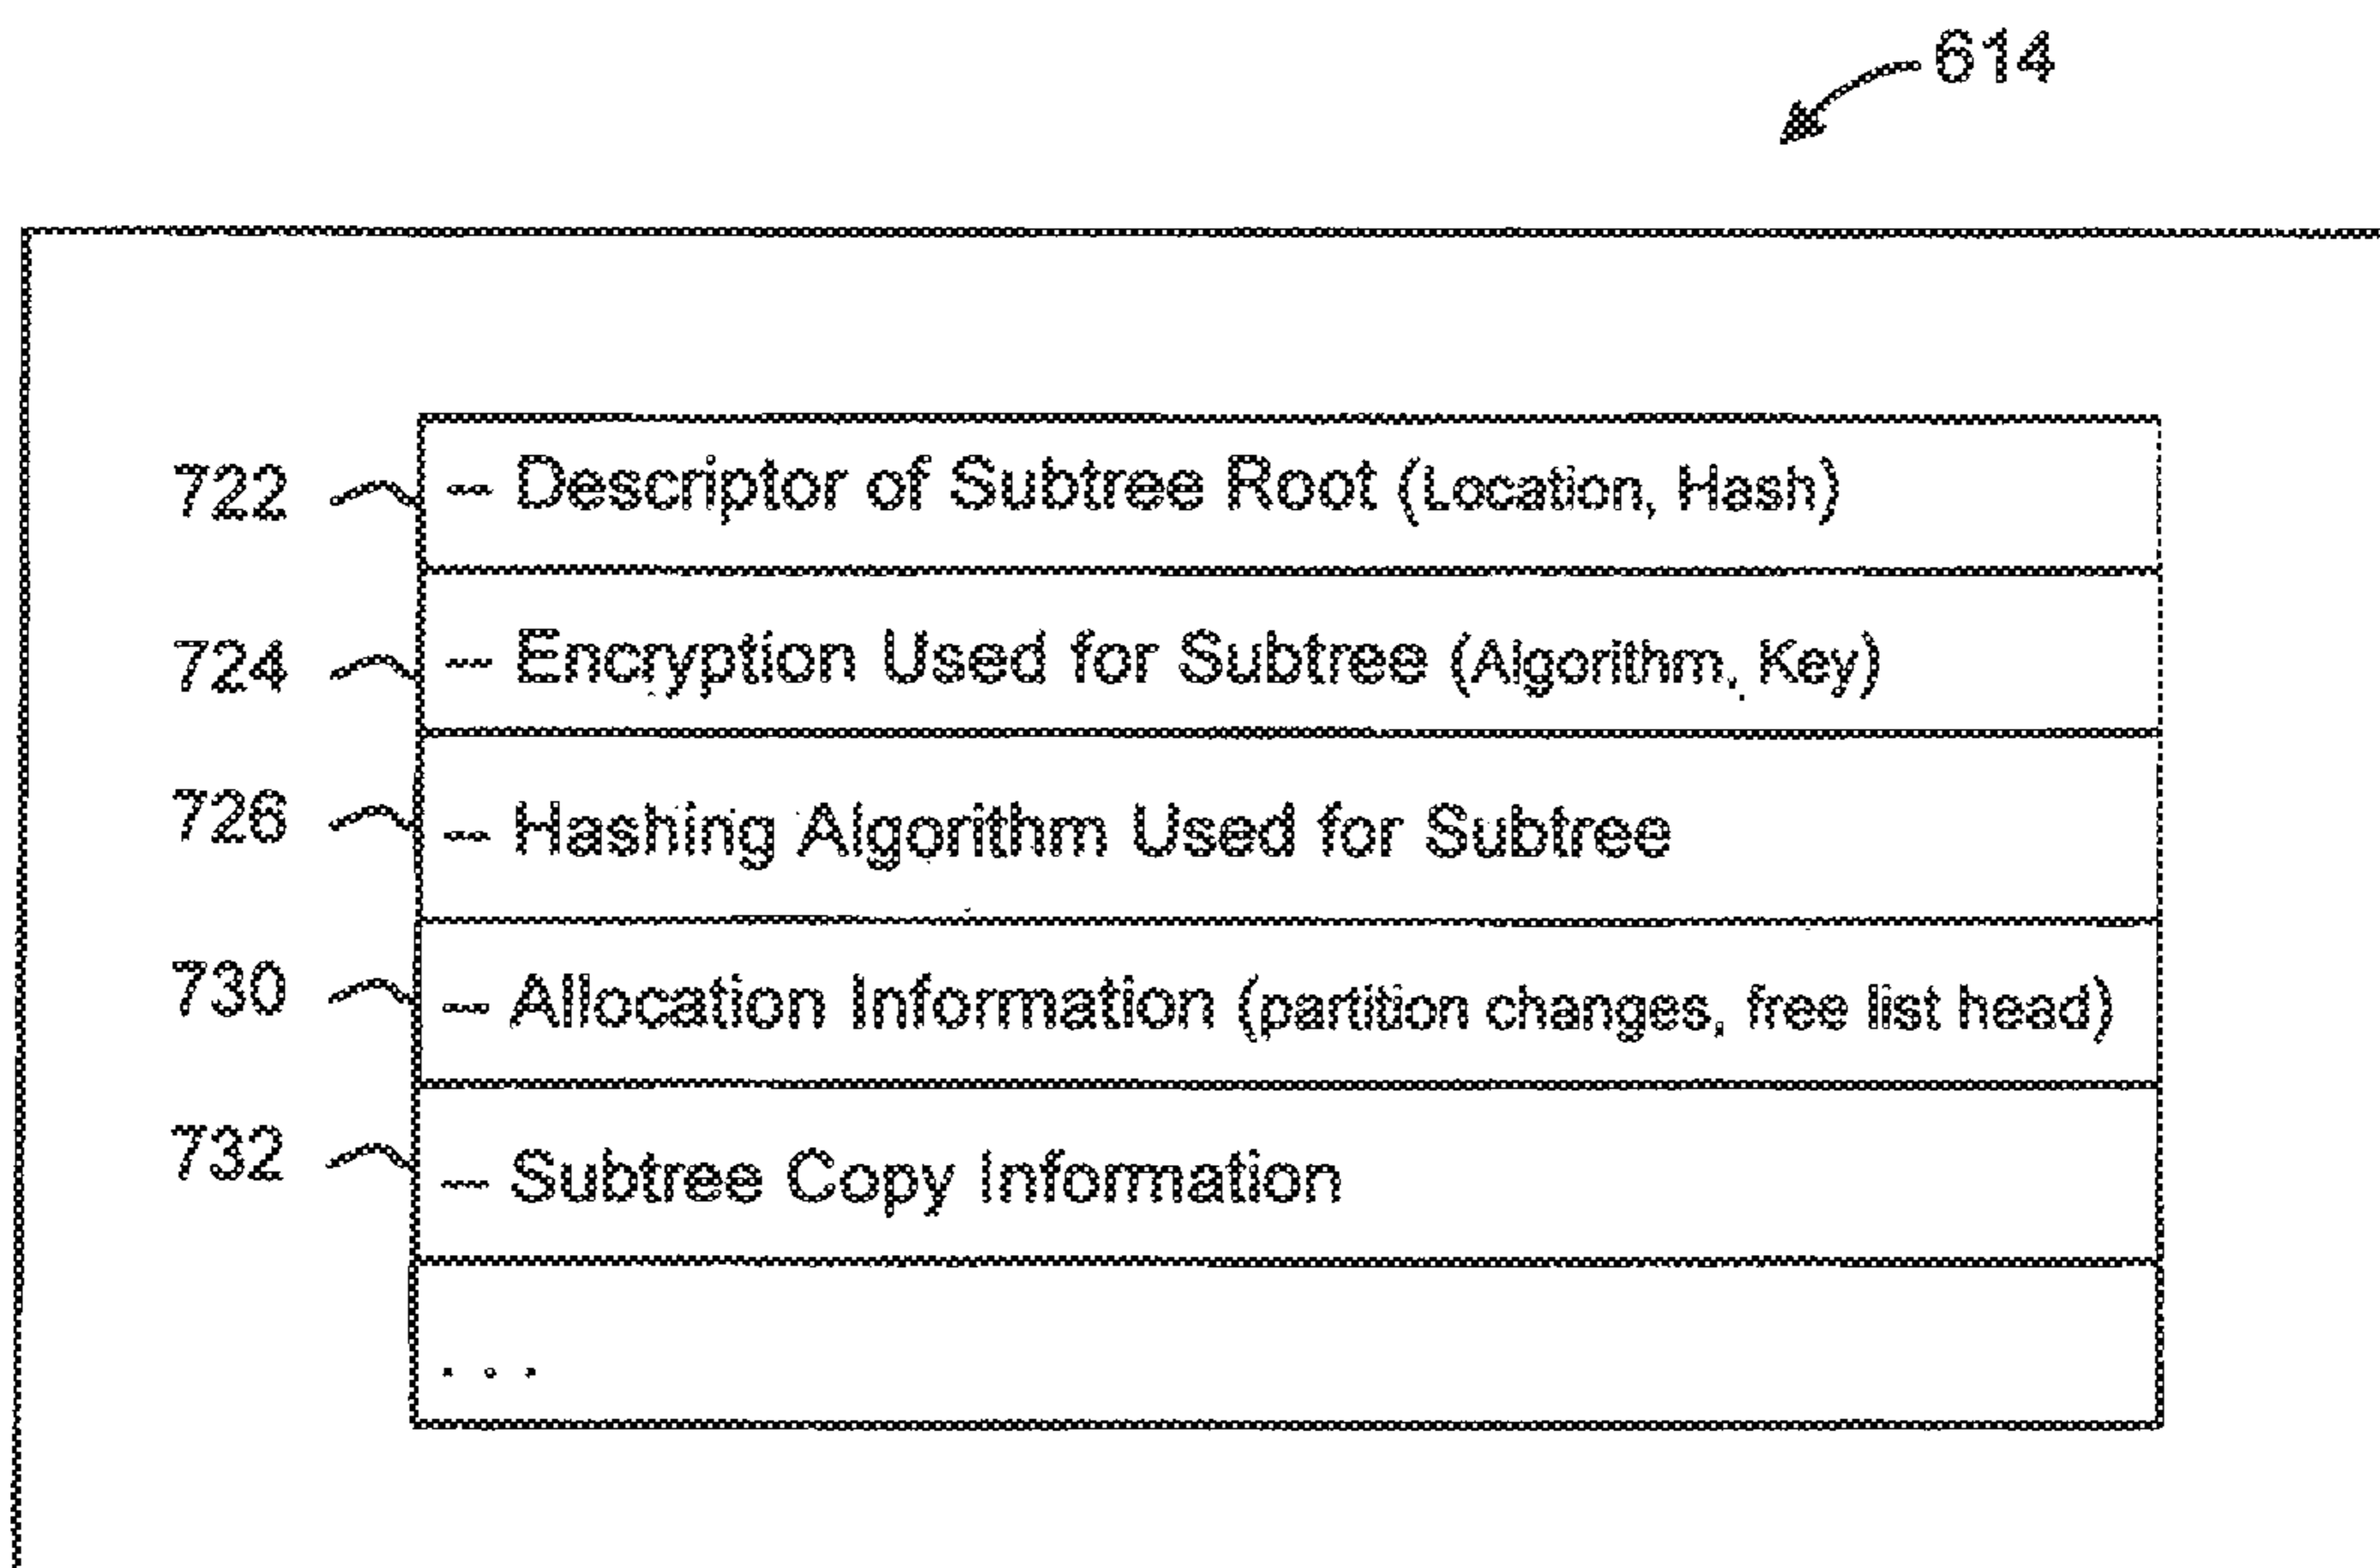 614
722 -- Descriptor of Subtree Root (Location, Hash)
724 -- Encryption Used for Subtree (Algorithm, Key)
726 -- Hashing Algorithm Used for Subtree
730 -- Allocation Information (partition changes, free list head)
732 -- Subtree Copy Information
. . .